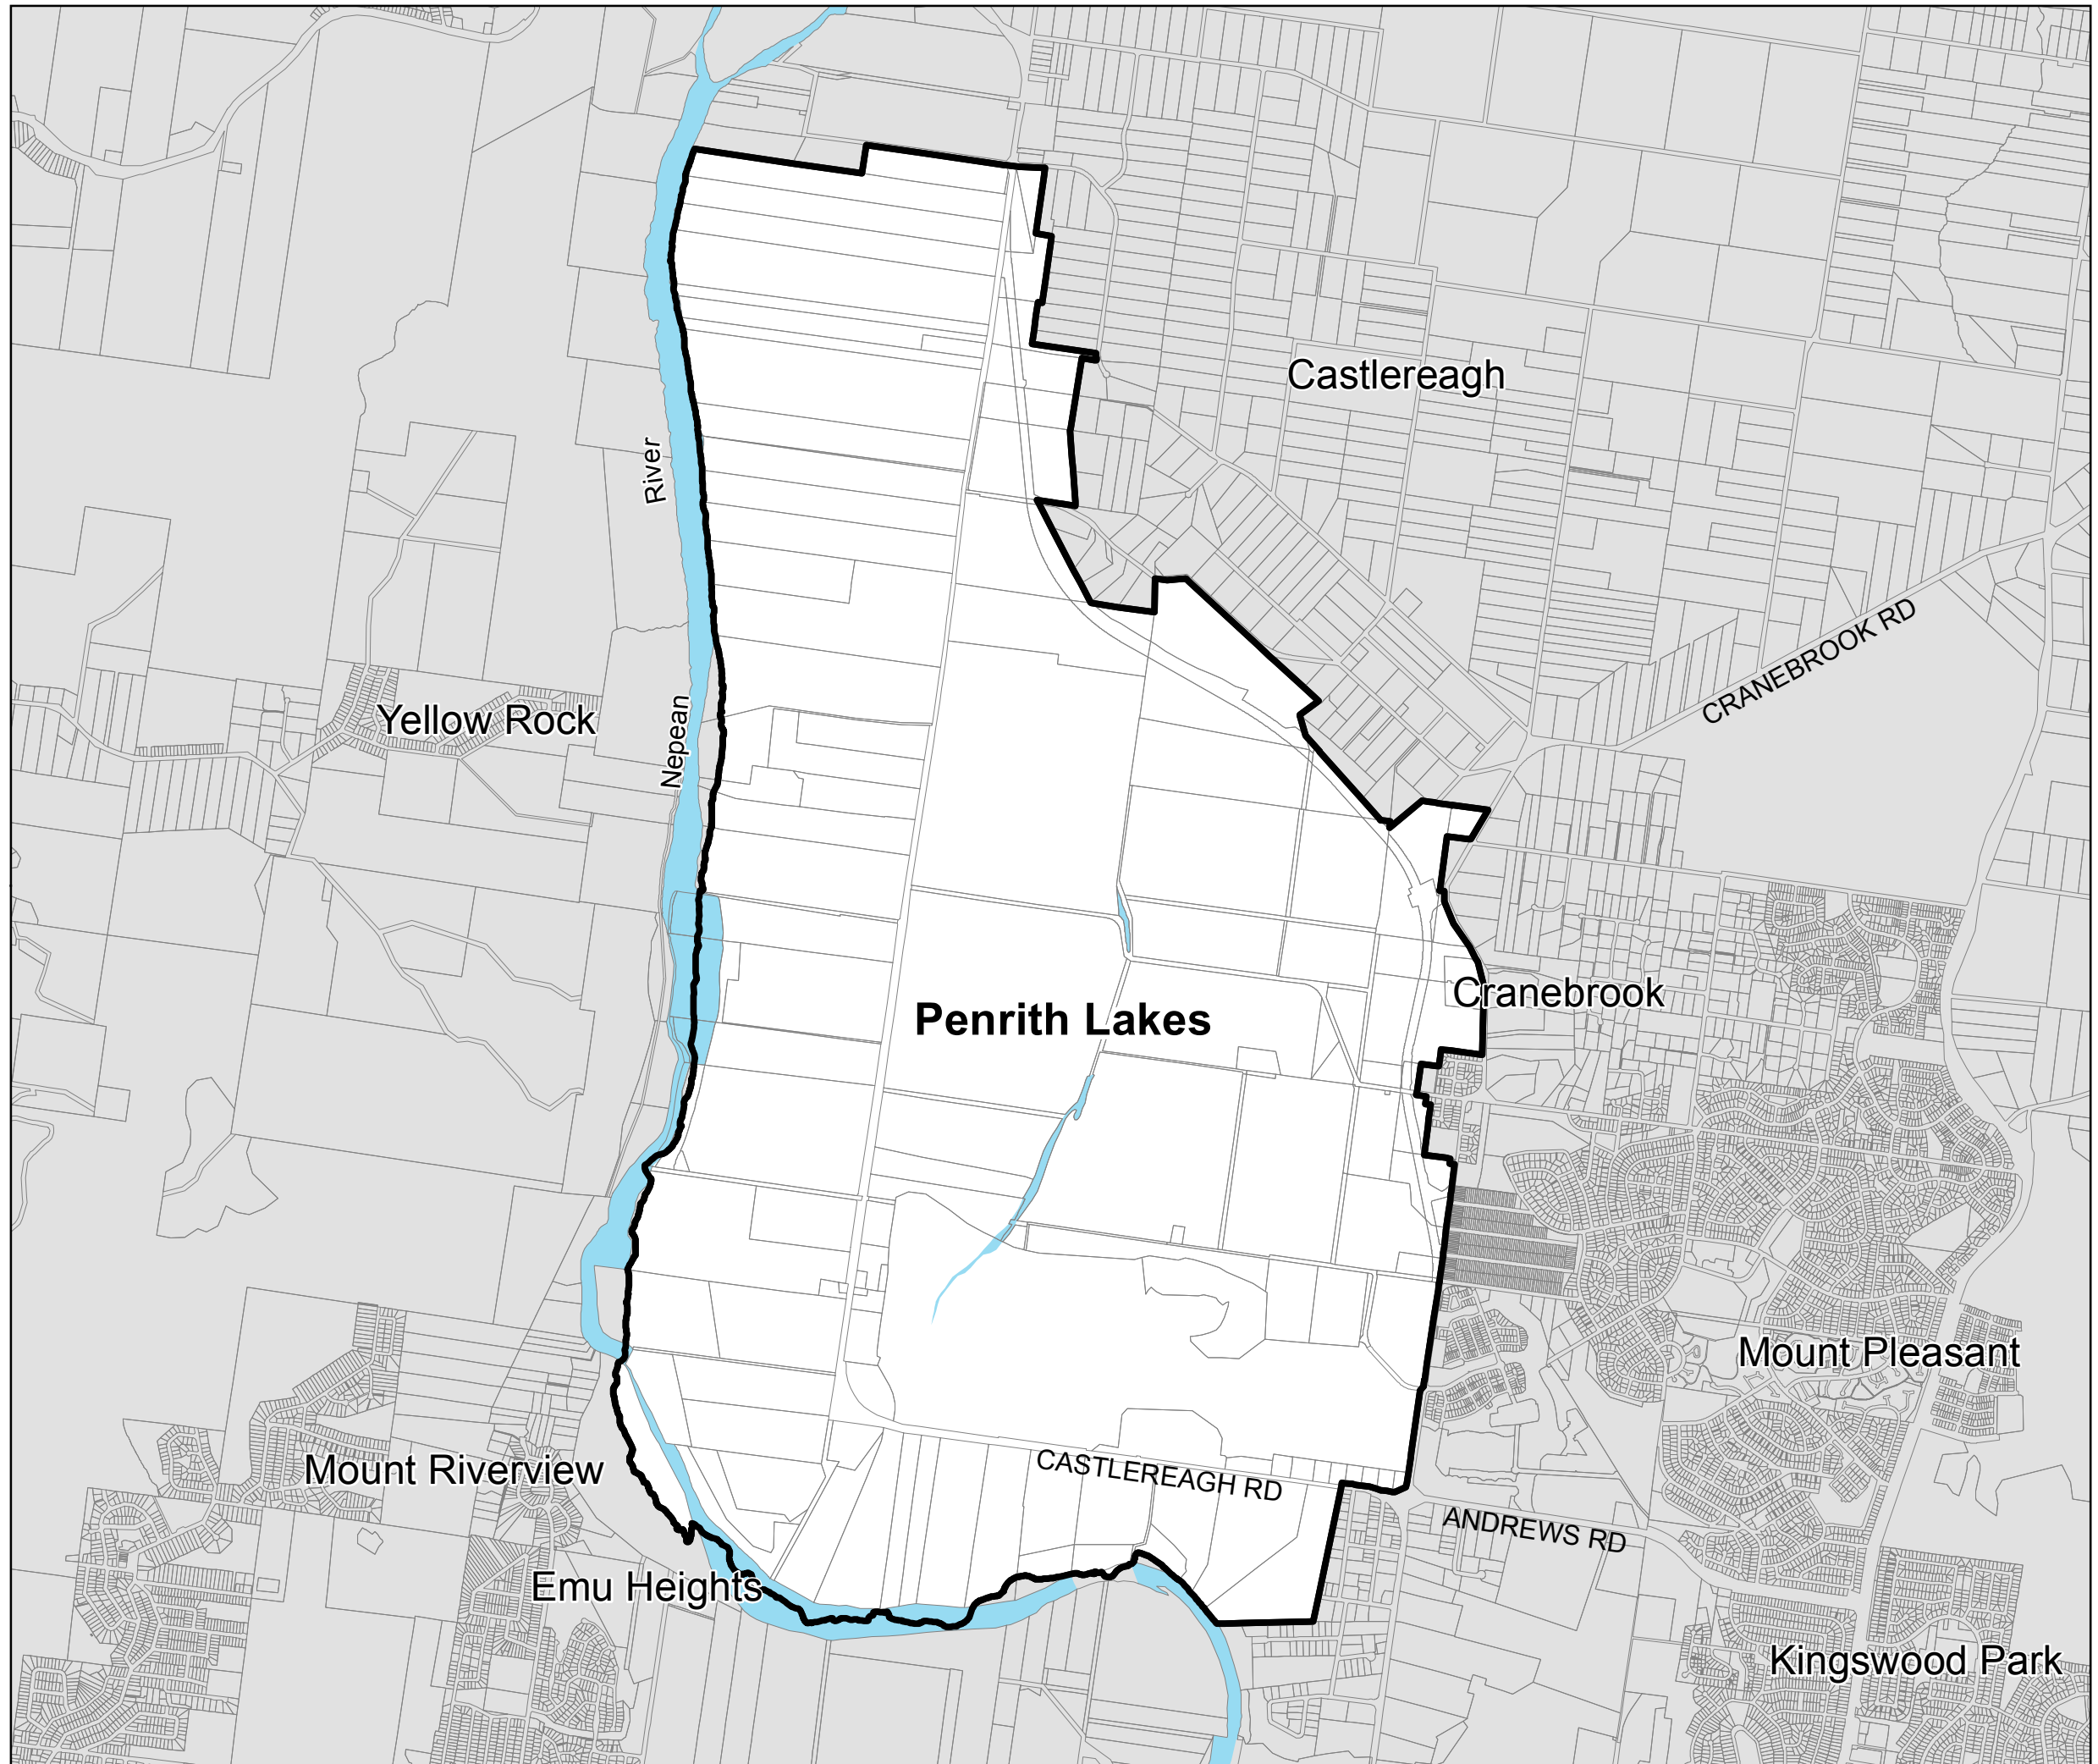 Castlereagh
River
CRANEBROOK RD
Yellow Rock
Nepean
Cranebrook
Penrith Lakes
Mount Pleasant
Mount Riverview
CASTLEREAGH RD
ANDREWS RD
Emu Heights
Kingswood Park